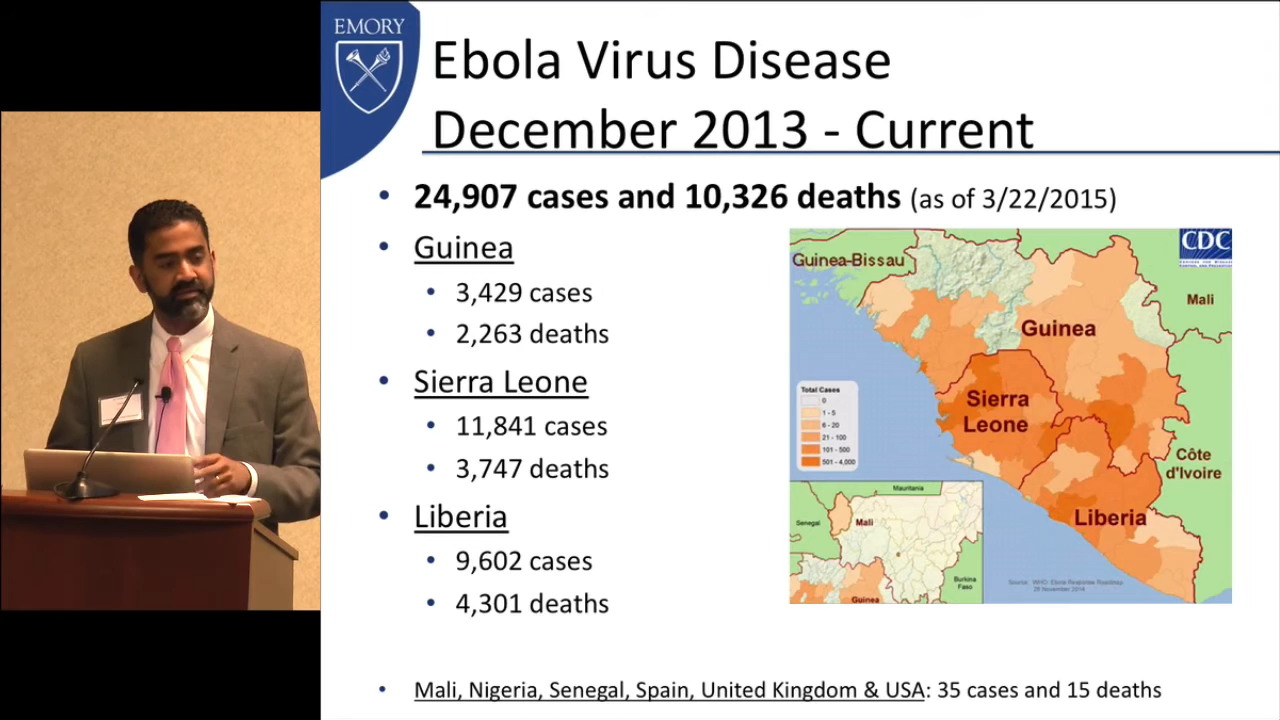 EMORY
Ebola Virus Disease
December 2013 - Current
• 24,907 cases and 10,326 deaths (as of 3/22/2015)
• Guinea
• 3,429 cases
• 2,263 deaths
• Sierra Leone
• 11,841 cases
• 3,747 deaths
• Liberia
• 9,602 cases
• 4,301 deaths
CDC
Guinea-Bissau
Mali
Guinea
Sierra
Leone
Côte
d'Ivoire
Liberia
Total Cases
0
1 - 5
6 - 20
21 - 100
101 - 500
501 - 4,000
Mauritania
Senegal
Mali
Burkina
Faso
Guinea
Source: WHO: Ebola Response Roadmap
26 November 2014
• Mali, Nigeria, Senegal, Spain, United Kingdom & USA: 35 cases and 15 deaths